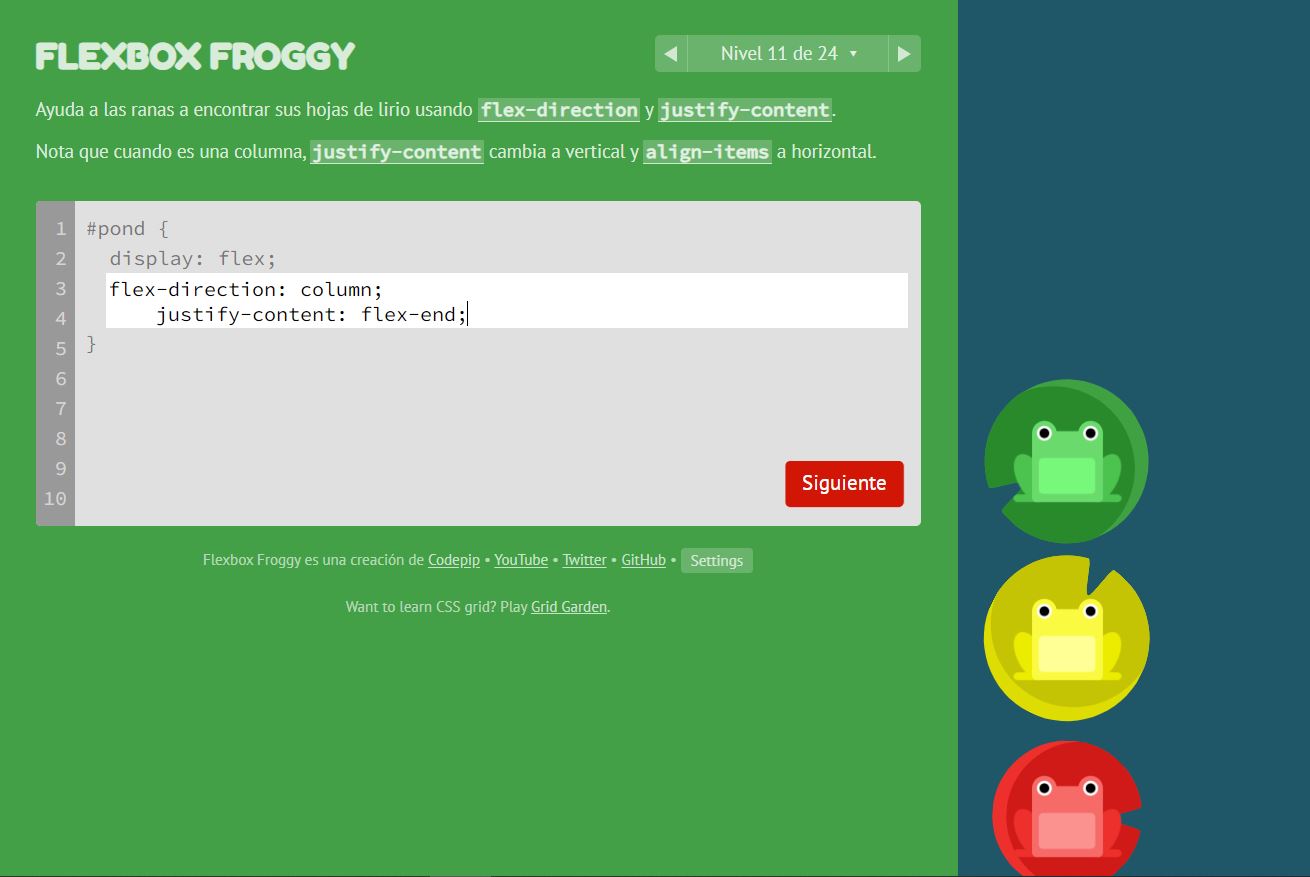 FLEXBOX FROGGY
Nivel 11 de 24
Ayuda a las ranas a encontrar sus hojas de lirio usando flex-direction y justify-content.
Nota que cuando es una columna, justify-content cambia a vertical y align-items a horizontal.
1 #pond {
2 display: flex;
3 flex-direction: column;
4 justify-content: flex-end;
5 }
6
7
8
9
10
Siguiente
Flexbox Froggy es una creación de Codepip • YouTube • Twitter • GitHub • Settings
Want to learn CSS grid? Play Grid Garden.